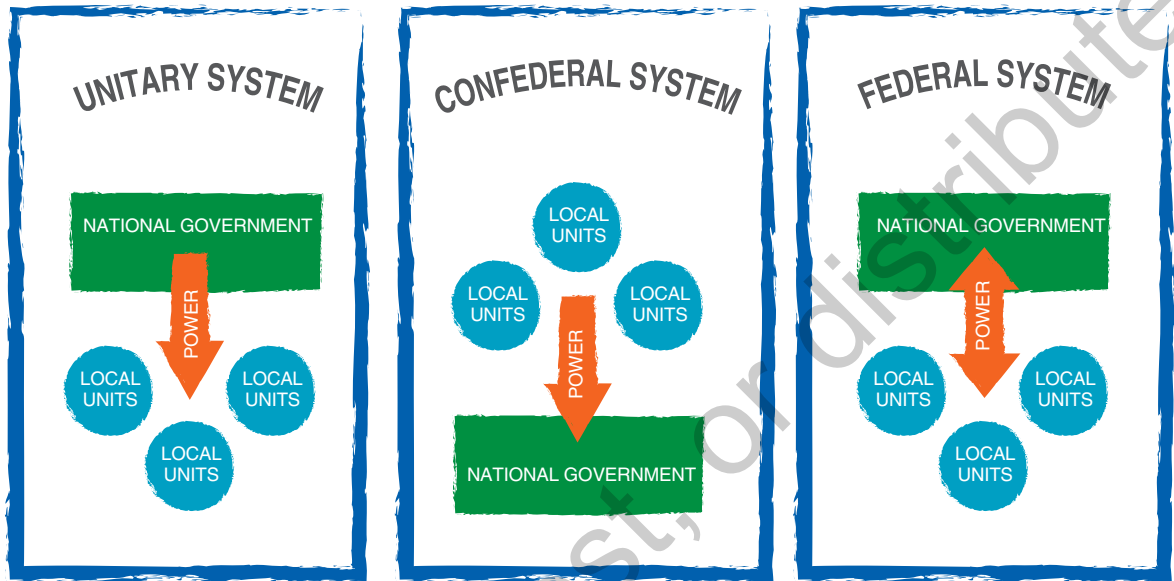 UNITARY SYSTEM
NATIONAL GOVERNMENT
POWER
LOCAL
UNITS
LOCAL
UNITS
LOCAL
UNITS
CONFEDERAL SYSTEM
LOCAL
UNITS
LOCAL
UNITS
LOCAL
UNITS
POWER
NATIONAL GOVERNMENT
FEDERAL SYSTEM
NATIONAL GOVERNMENT
POWER
LOCAL
UNITS
LOCAL
UNITS
LOCAL
UNITS
st, or distribute